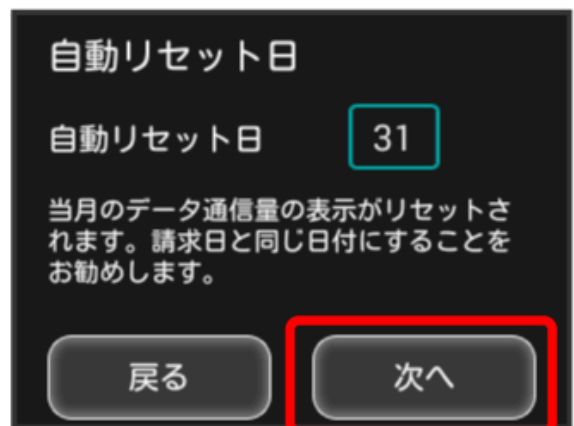 自動リセット日
自動リセット日 31
当月のデータ通信量の表示がリセットさ
れます。請求日と同じ日付にすることを
お勧めします。
戻る 次へ